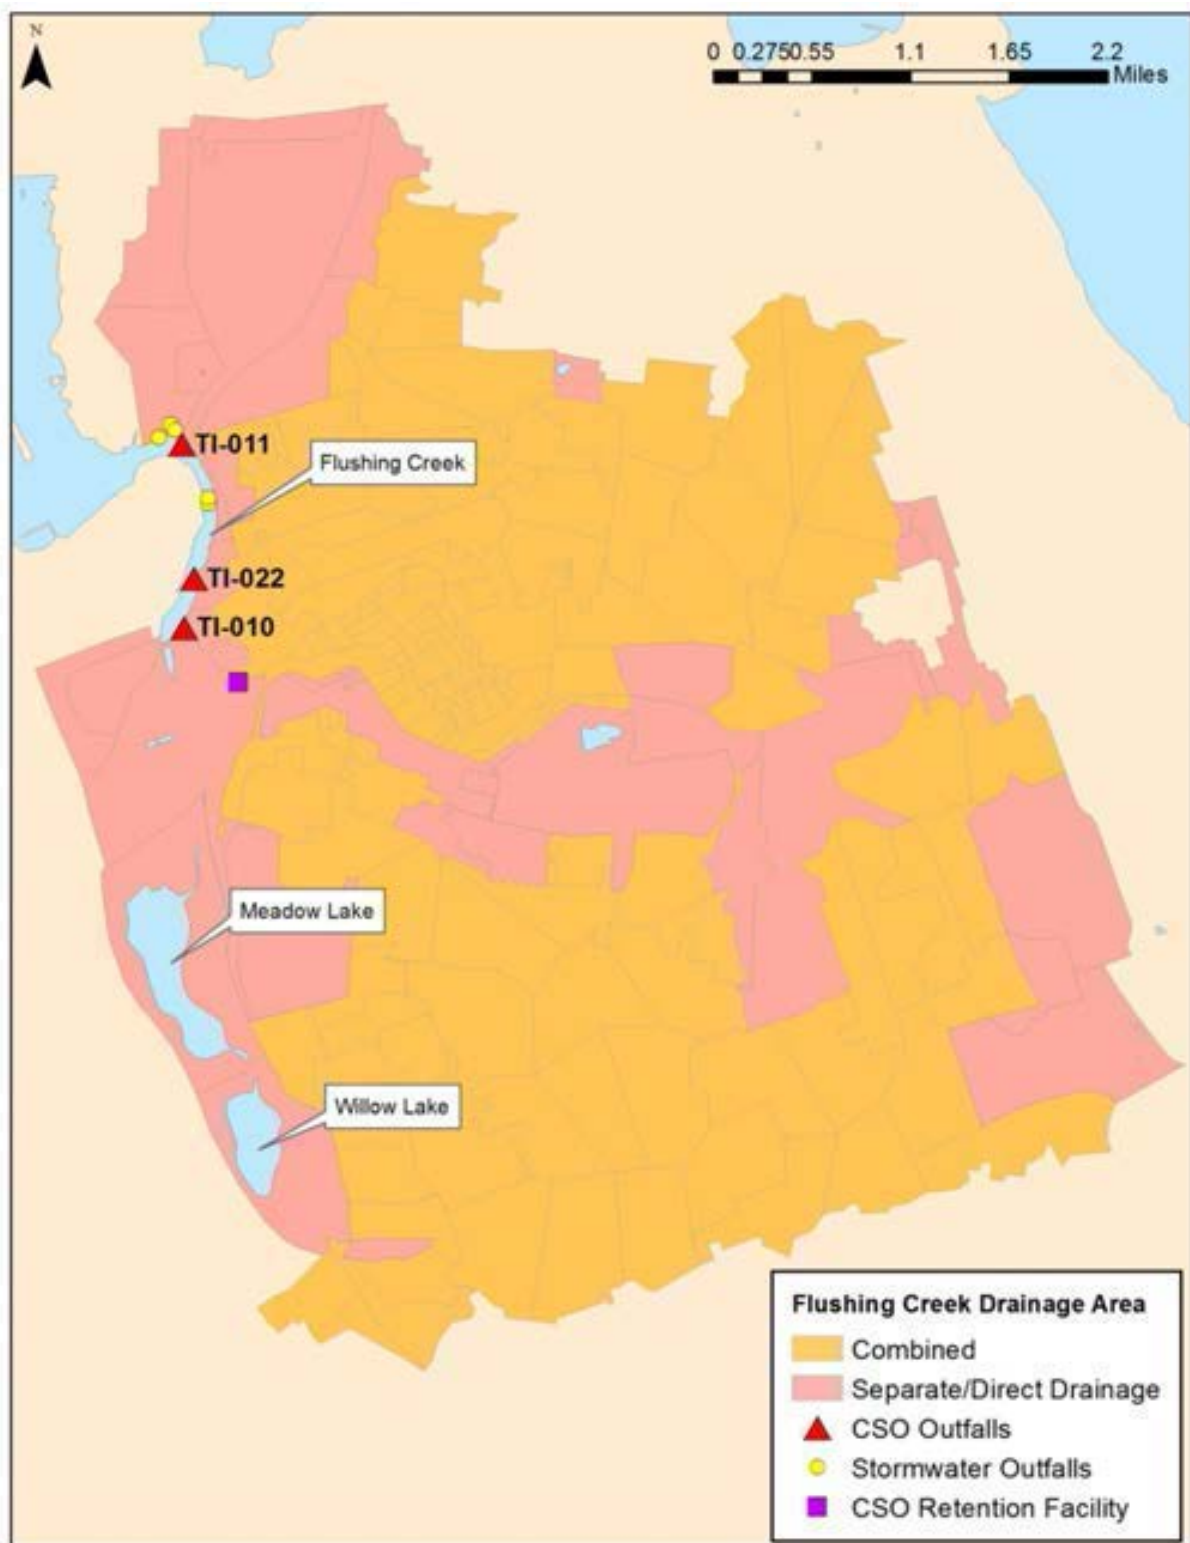 N
0 0.275 0.55 1.1 1.65 2.2
Miles
TI-011
Flushing Creek
TI-022
TI-010
Meadow Lake
Willow Lake
Flushing Creek Drainage Area
Combined
Separate/Direct Drainage
CSO Outfalls
Stormwater Outfalls
CSO Retention Facility